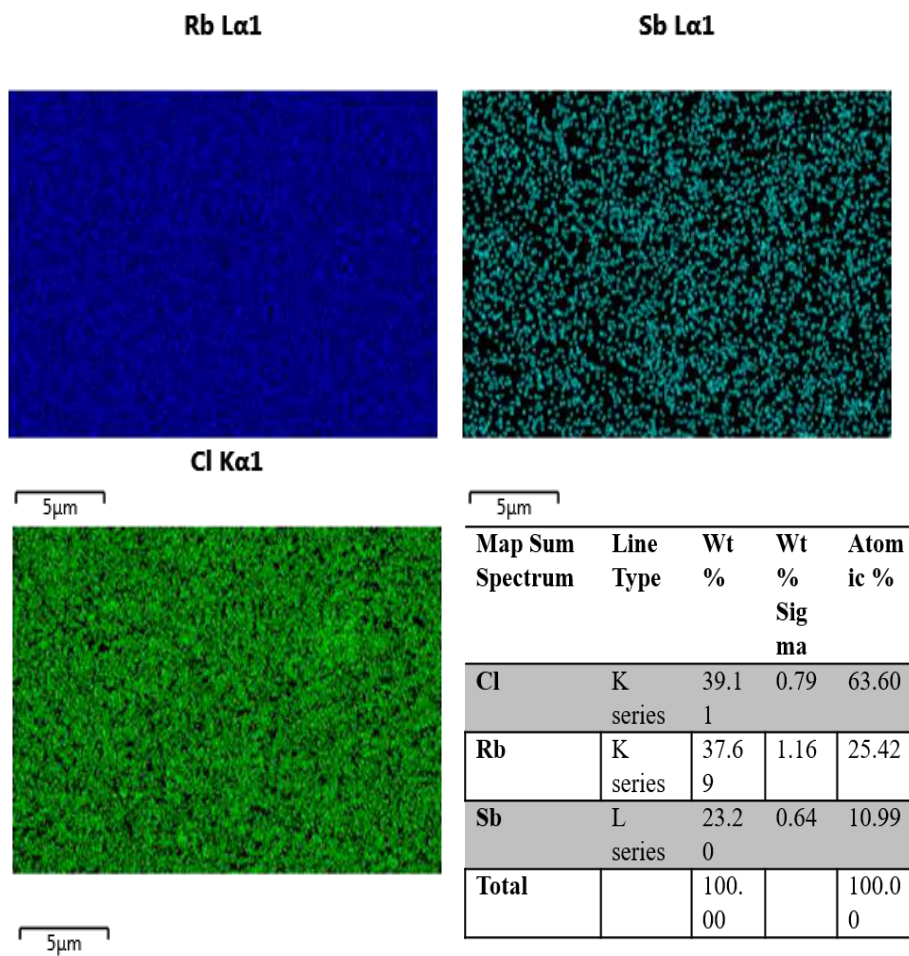 Rb Lα1
Sb Lα1
Cl Kα1
5μm
5μm
Map Sum Line Wt Wt Atom
Spectrum Type % % ic %
Sig
ma
Cl K 39.1 0.79 63.60
series 1
Rb K 37.6 1.16 25.42
series 9
Sb L 23.2 0.64 10.99
series 0
Total 100. 100.0
00 0
5μm